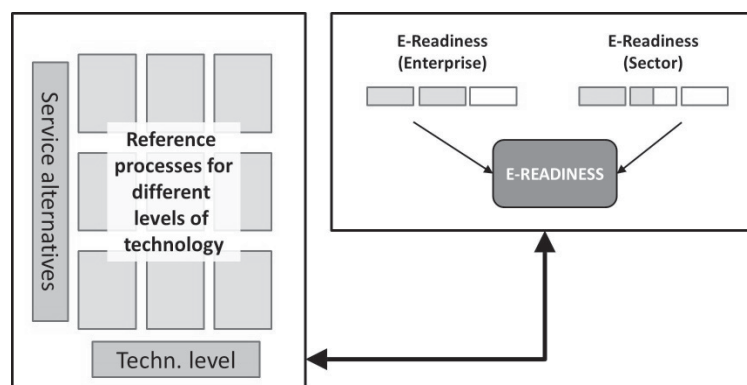 Service alternatives
Reference
processes for
different
levels of
technology
Techn. level
E-Readiness
(Enterprise)
E-Readiness
(Sector)
E-READINESS